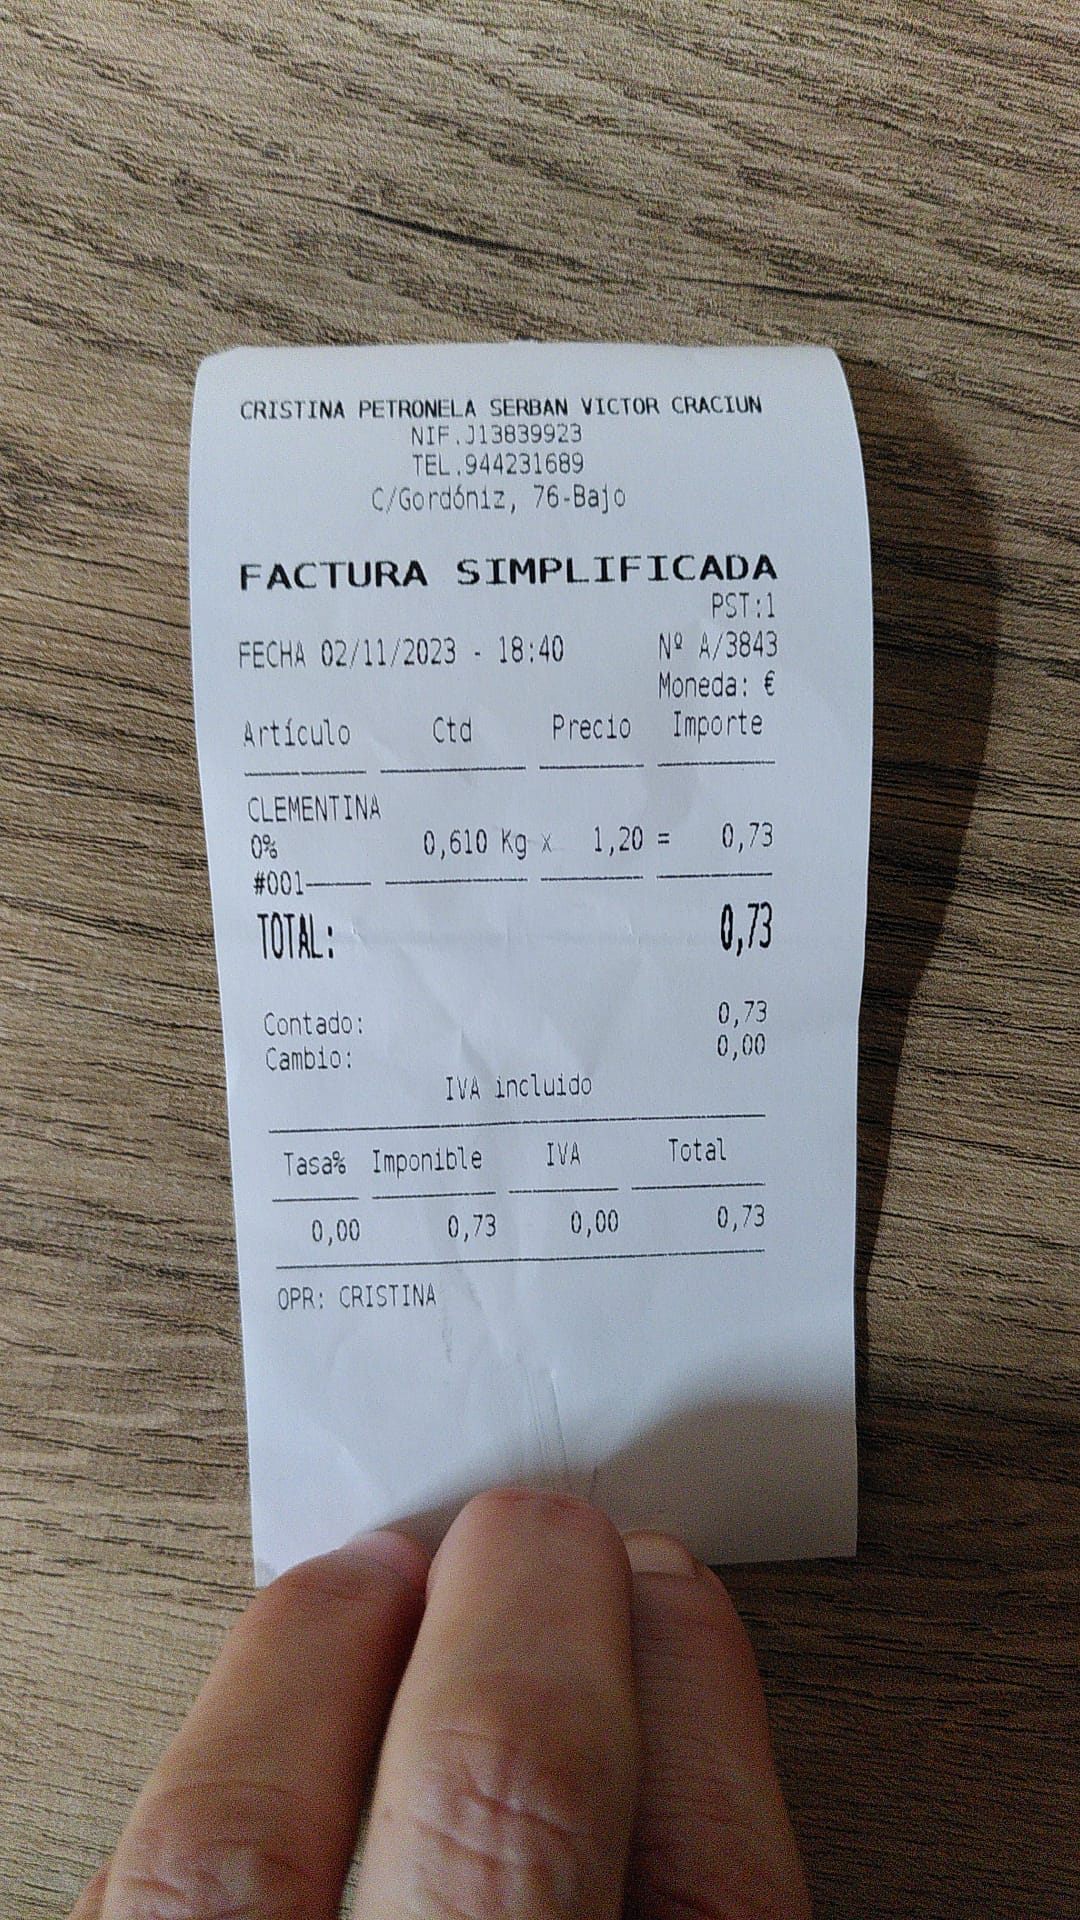 CRISTINA PETRONELA SERBAN VICTOR CRACIUN
NIF.J13839923
TEL.944231689
C/Gordóniz, 76-Bajo
FACTURA SIMPLIFICADA
PST:1
FECHA 02/11/2023 - 18:40 Nº A/3843
Moneda: €
Artículo Ctd Precio Importe
CLEMENTINA
0% 0,610 Kg x 1,20 = 0,73
#001
TOTAL: 0,73
Contado: 0,73
Cambio: 0,00
IVA incluido
Tasa% Imponible IVA Total
0,00 0,73 0,00 0,73
OPR: CRISTINA